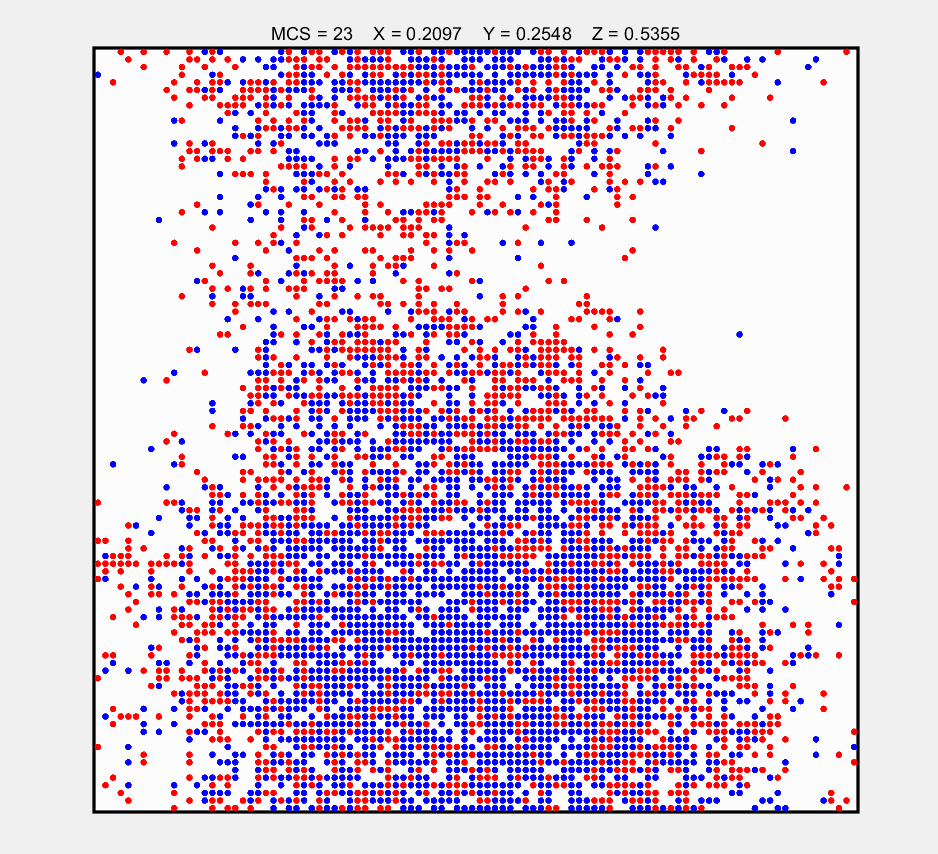 MCS = 23 X = 0.2097 Y = 0.2548 Z = 0.5355